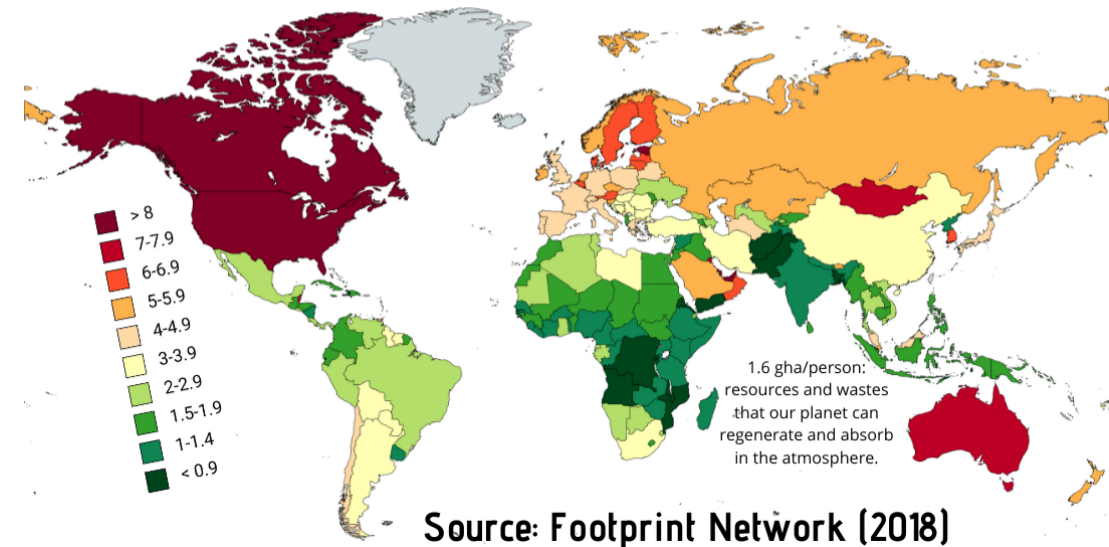 > 8
7-7.9
6-6.9
5-5.9
4-4.9
3-3.9
2-2.9
1.5-1.9
1-1.4
< 0.9
1.6 gha/person:
resources and wastes
that our planet can
regenerate and absorb
in the atmosphere.
Source: Footprint Network (2018)